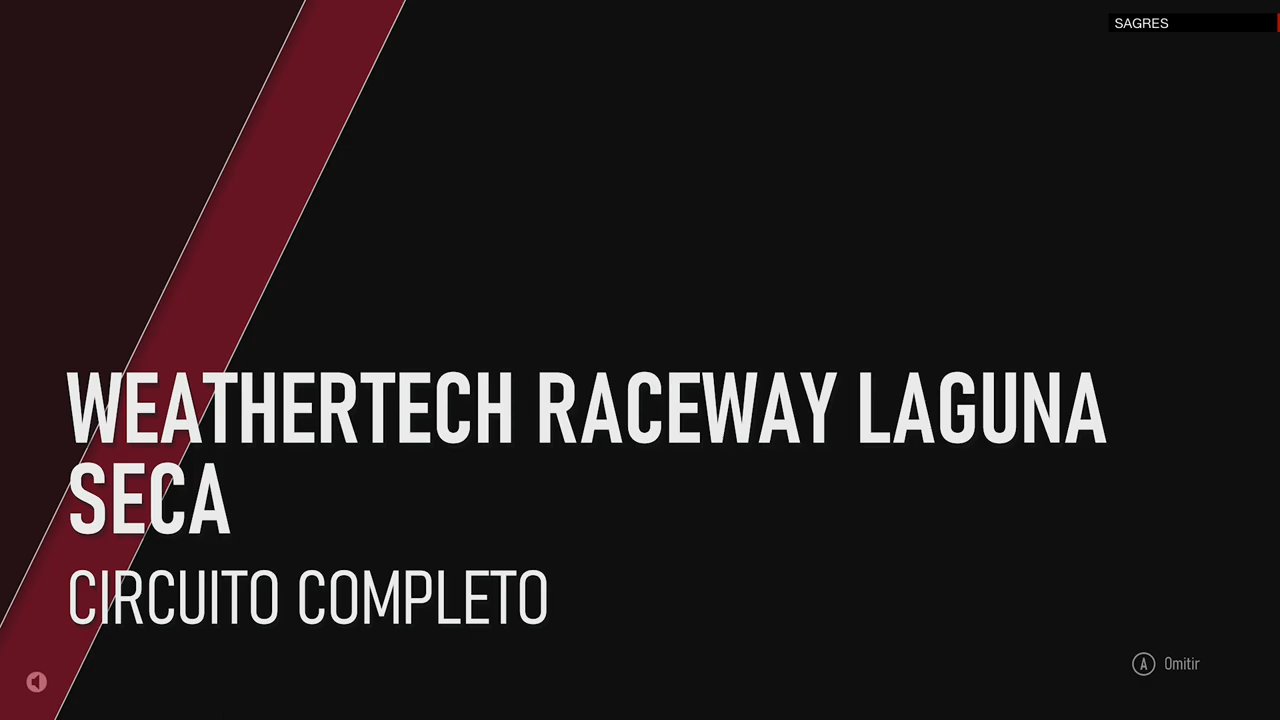 SAGRES
WEATHERTECH RACEWAY LAGUNA
SECA
CIRCUITO COMPLETO
A Omitir